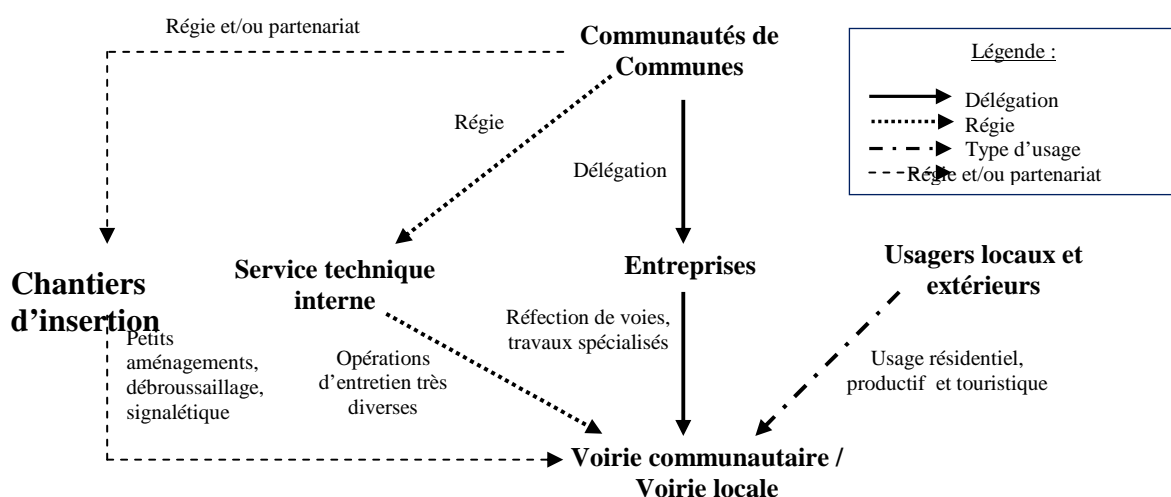 Régie et/ou partenariat
Communautés de
Communes
Légende :
Délégation
Régie
Type d’usage
Régie et/ou partenariat
Régie
Délégation
Chantiers
d’insertion
Service technique
interne
Entreprises
Usagers locaux et
extérieurs
Petits
aménagements,
débroussaillage,
signalétique
Opérations
d’entretien très
diverses
Réfection de voies,
travaux spécialisés
Usage résidentiel,
productif et touristique
Voirie communautaire /
Voirie locale